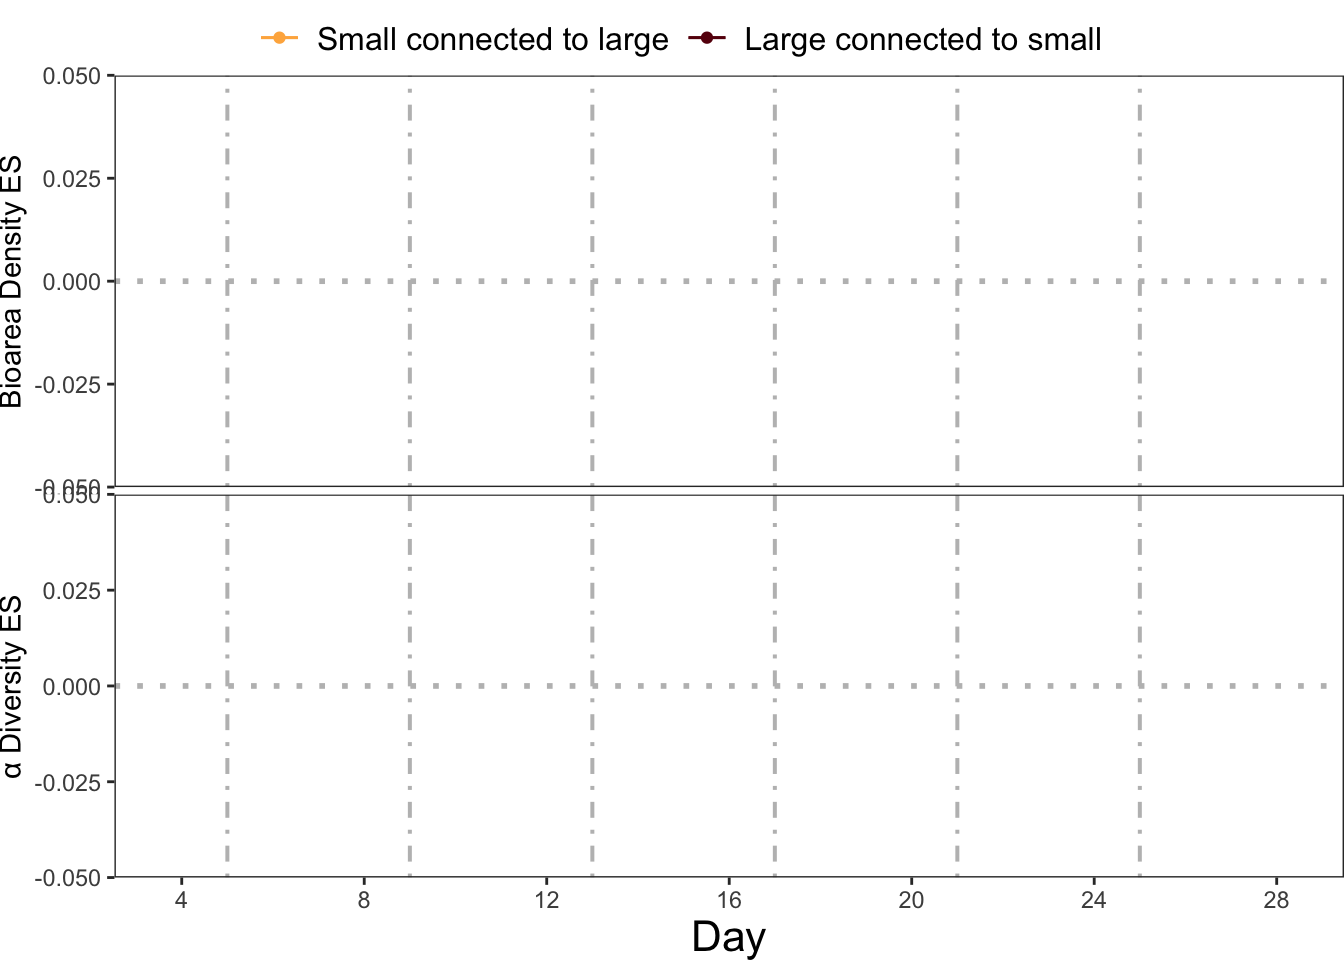 Small connected to large Large connected to small
0.050
0.025
0.000
-0.025
-0.050
Bioarea Density ES
0.050
0.025
0.000
-0.025
-0.050
α Diversity ES
4 8 12 16 20 24 28
Day